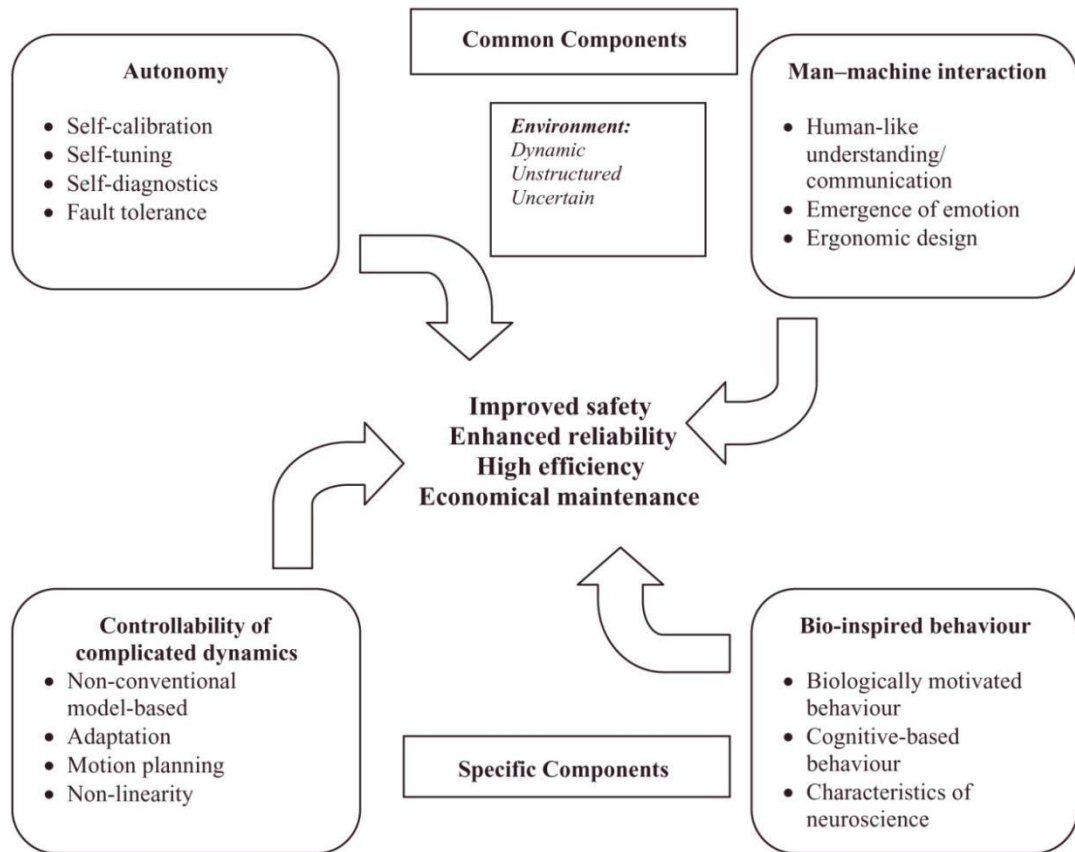 Common Components
Autonomy
• Self-calibration
• Self-tuning
• Self-diagnostics
• Fault tolerance
Environment:
Dynamic
Unstructured
Uncertain
Man–machine interaction
• Human-like
understanding/
communication
• Emergence of emotion
• Ergonomic design
Improved safety
Enhanced reliability
High efficiency
Economical maintenance
Controllability of
complicated dynamics
• Non-conventional
model-based
• Adaptation
• Motion planning
• Non-linearity
Specific Components
Bio-inspired behaviour
• Biologically motivated
behaviour
• Cognitive-based
behaviour
• Characteristics of
neuroscience